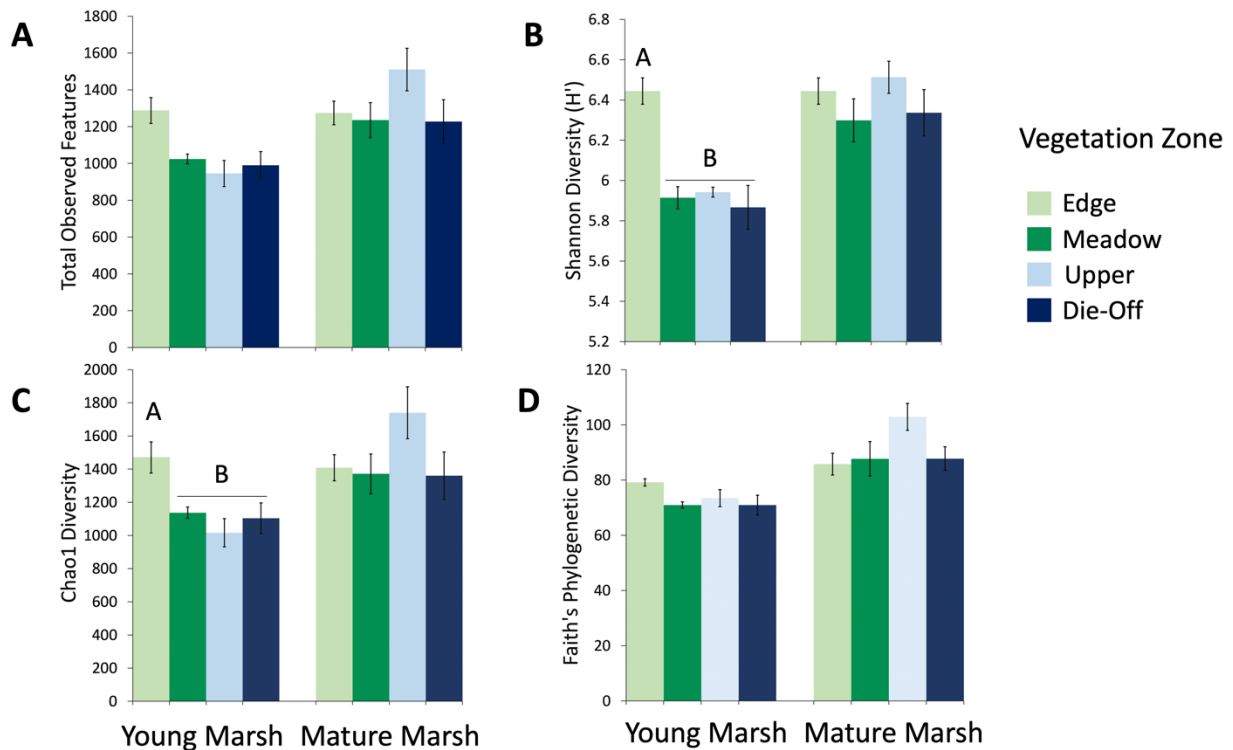 A
Total Observed Features
1800
1600
1400
1200
1000
800
600
400
200
0
B
Shannon Diversity (H')
6.8
6.6
6.4
6.2
6
5.8
5.6
5.4
5.2
A
B
Vegetation Zone
Edge
Meadow
Upper
Die-Off
C
Chao1 Diversity
2000
1800
1600
1400
1200
1000
800
600
400
200
0
A
B
Young Marsh Mature Marsh
D
Faith's Phylogenetic Diversity
120
100
80
60
40
20
0
Young Marsh Mature Marsh